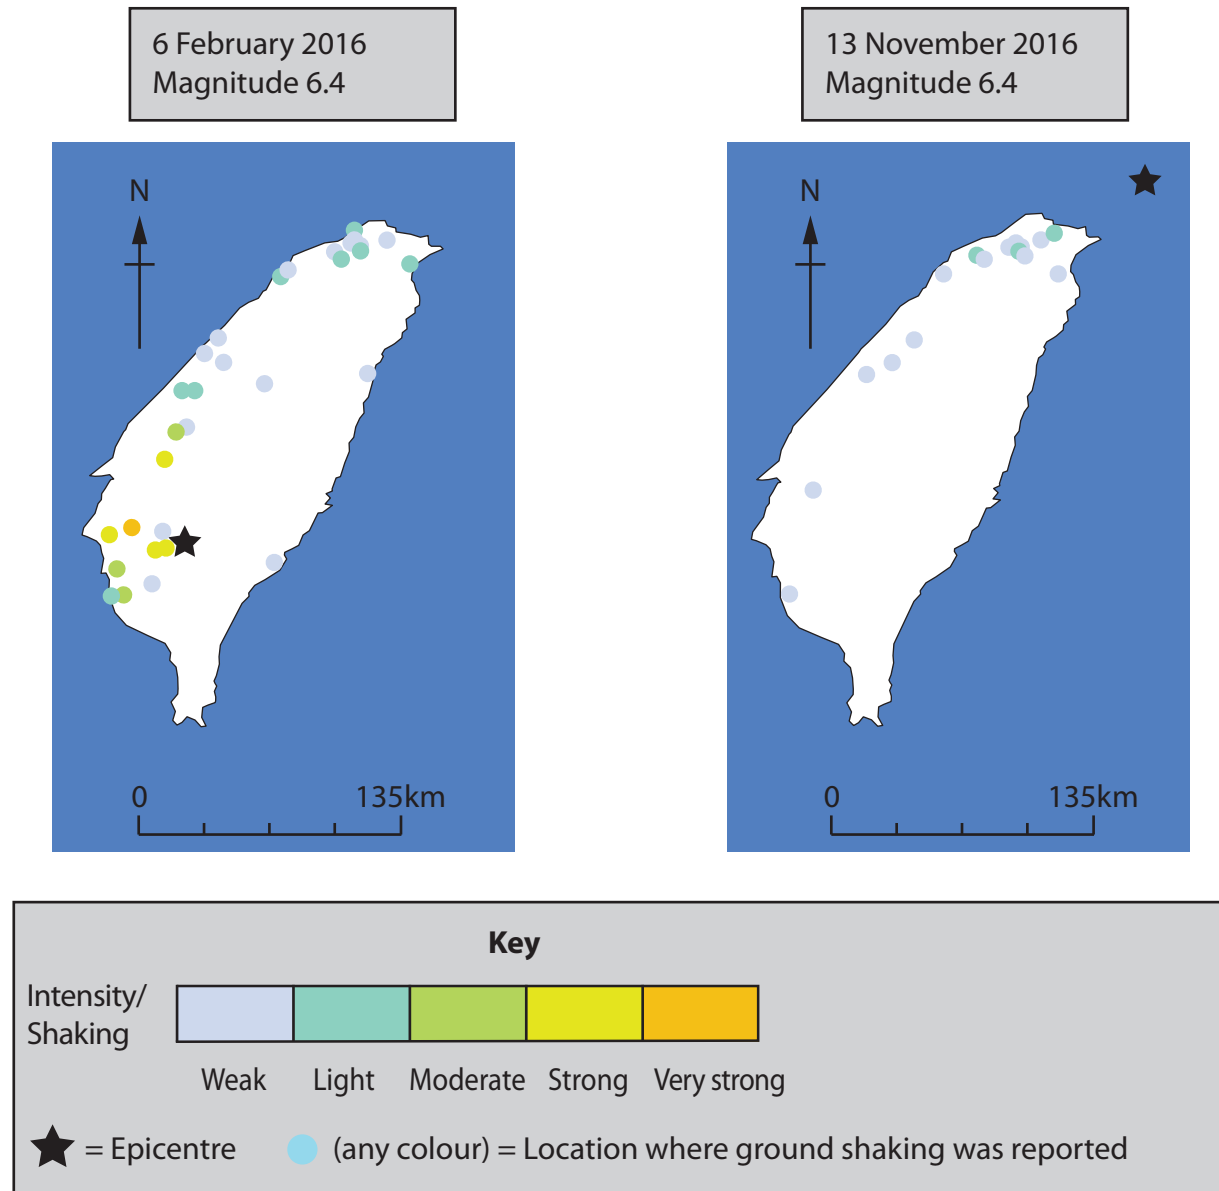 6 February 2016
Magnitude 6.4
13 November 2016
Magnitude 6.4
N
N
0 135km
0 135km
Key
Intensity/
Shaking
Weak Light Moderate Strong Very strong
= Epicentre (any colour) = Location where ground shaking was reported